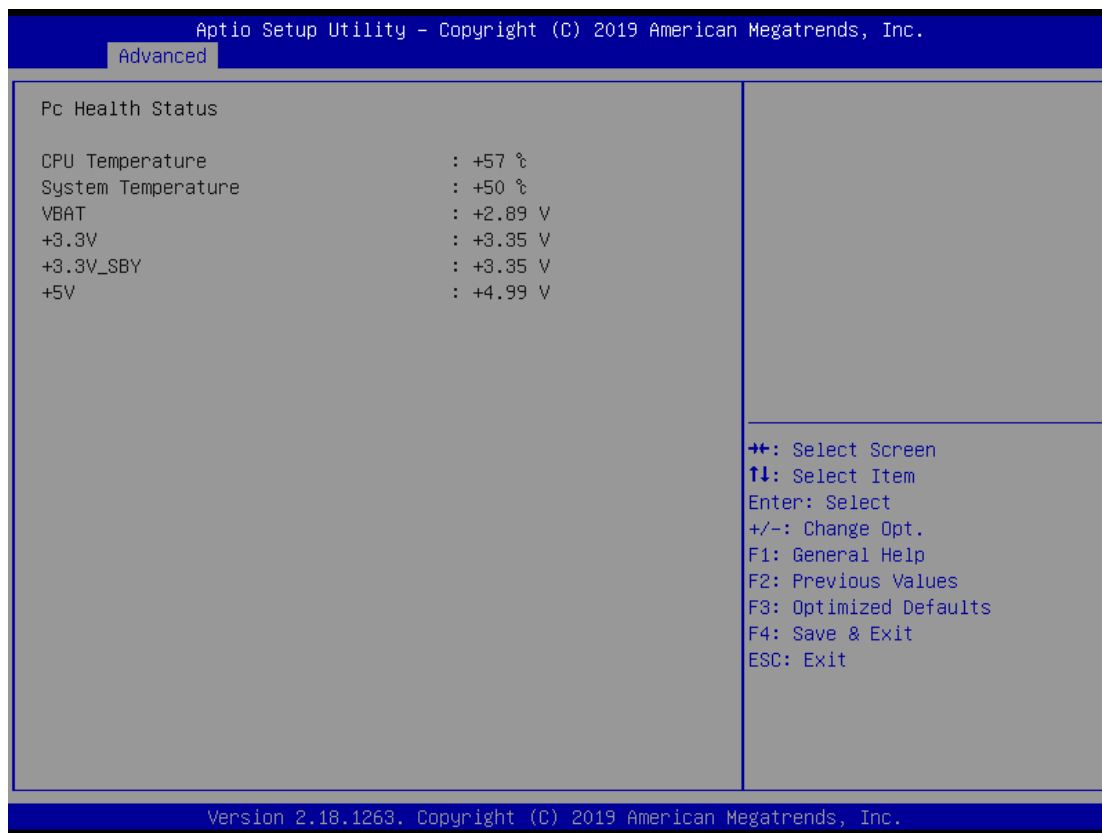 Aptio Setup Utility – Copyright (C) 2019 American Megatrends, Inc.
Advanced
Pc Health Status
CPU Temperature : +57 ℃
System Temperature : +50 ℃
VBAT : +2.89 V
+3.3V : +3.35 V
+3.3V_SBY : +3.35 V
+5V : +4.99 V
→←: Select Screen
↑↓: Select Item
Enter: Select
+/-: Change Opt.
F1: General Help
F2: Previous Values
F3: Optimized Defaults
F4: Save & Exit
ESC: Exit
Version 2.18.1263. Copyright (C) 2019 American Megatrends, Inc.